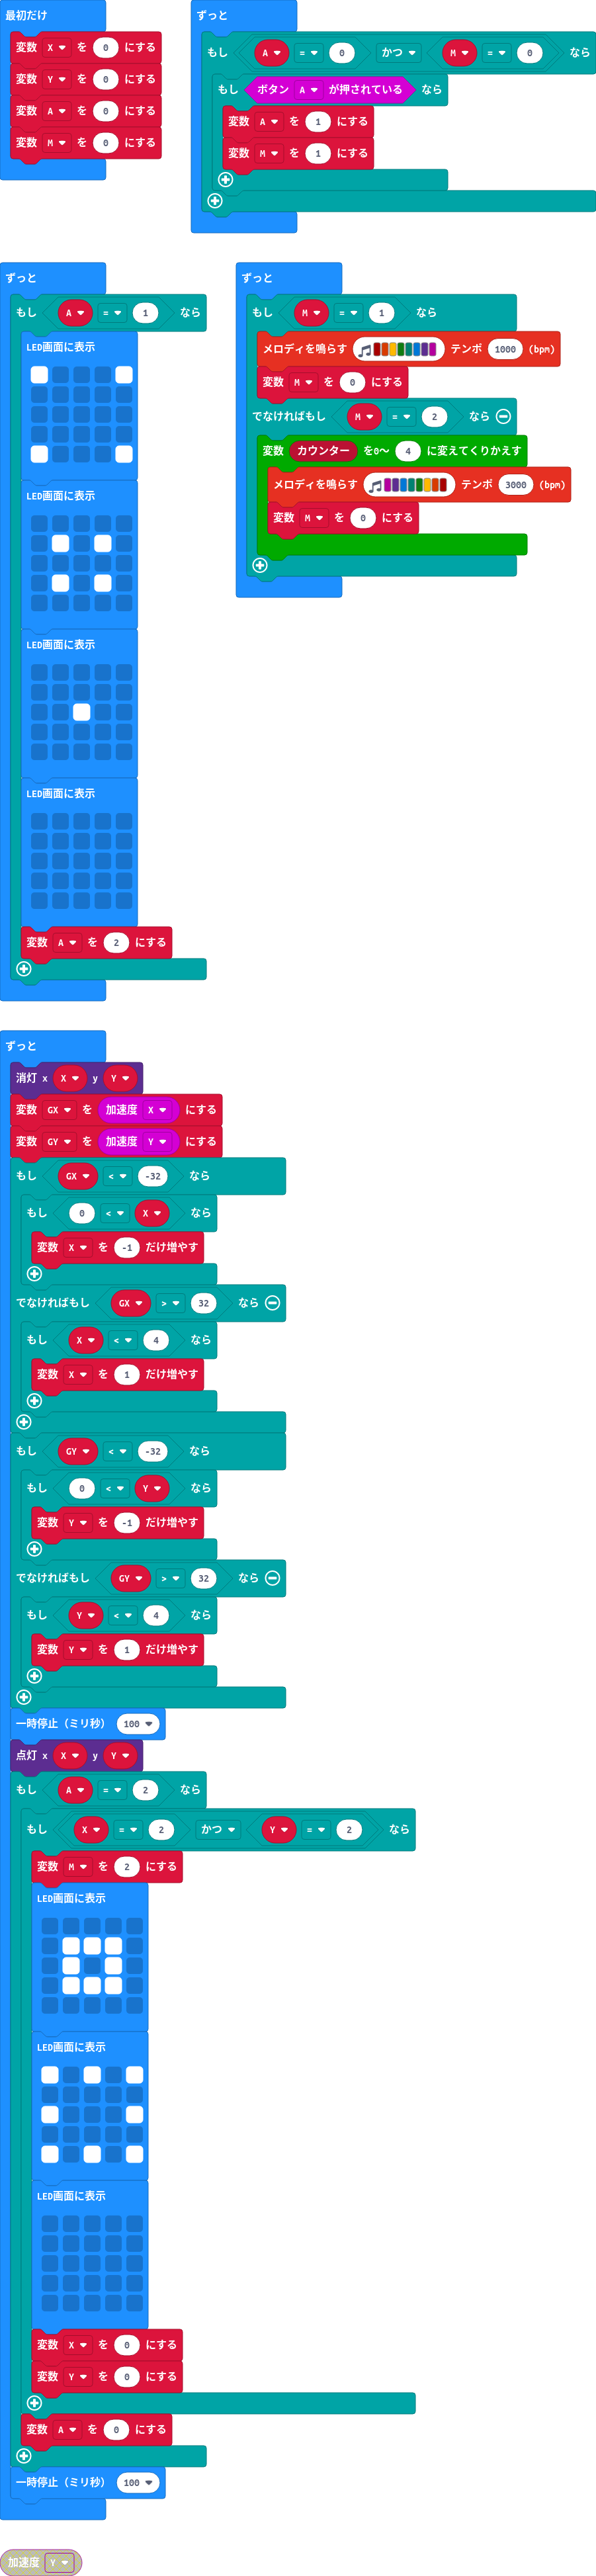 最初だけ
変数 X を 0 にする
変数 Y を 0 にする
変数 A を 0 にする
変数 M を 0 にする
ずっと
もし A = 0 かつ M = 0 なら
もし ボタン A が押されている なら
変数 A を 1 にする
変数 M を 1 にする
ずっと
もし A = 1 なら
LED画面に表示
LED画面に表示
LED画面に表示
LED画面に表示
変数 A を 2 にする
ずっと
もし M = 1 なら
メロディを鳴らす テンポ 1000 (bpm)
変数 M を 0 にする
でなければもし M = 2 なら
変数 カウンター を0~ 4 に変えてくりかえす
メロディを鳴らす テンポ 3000 (bpm)
変数 M を 0 にする
ずっと
消灯 x X y Y
変数 GX を 加速度 X にする
変数 GY を 加速度 Y にする
もし GX < -32 なら
もし 0 < X なら
変数 X を -1 だけ増やす
でなければもし GX > 32 なら
もし X < 4 なら
変数 X を 1 だけ増やす
もし GY < -32 なら
もし 0 < Y なら
変数 Y を -1 だけ増やす
でなければもし GY > 32 なら
もし Y < 4 なら
変数 Y を 1 だけ増やす
一時停止（ミリ秒） 100
点灯 x X y Y
もし A = 2 なら
もし X = 2 かつ Y = 2 なら
変数 M を 2 にする
LED画面に表示
LED画面に表示
LED画面に表示
変数 X を 0 にする
変数 Y を 0 にする
変数 A を 0 にする
一時停止（ミリ秒） 100
加速度 Y